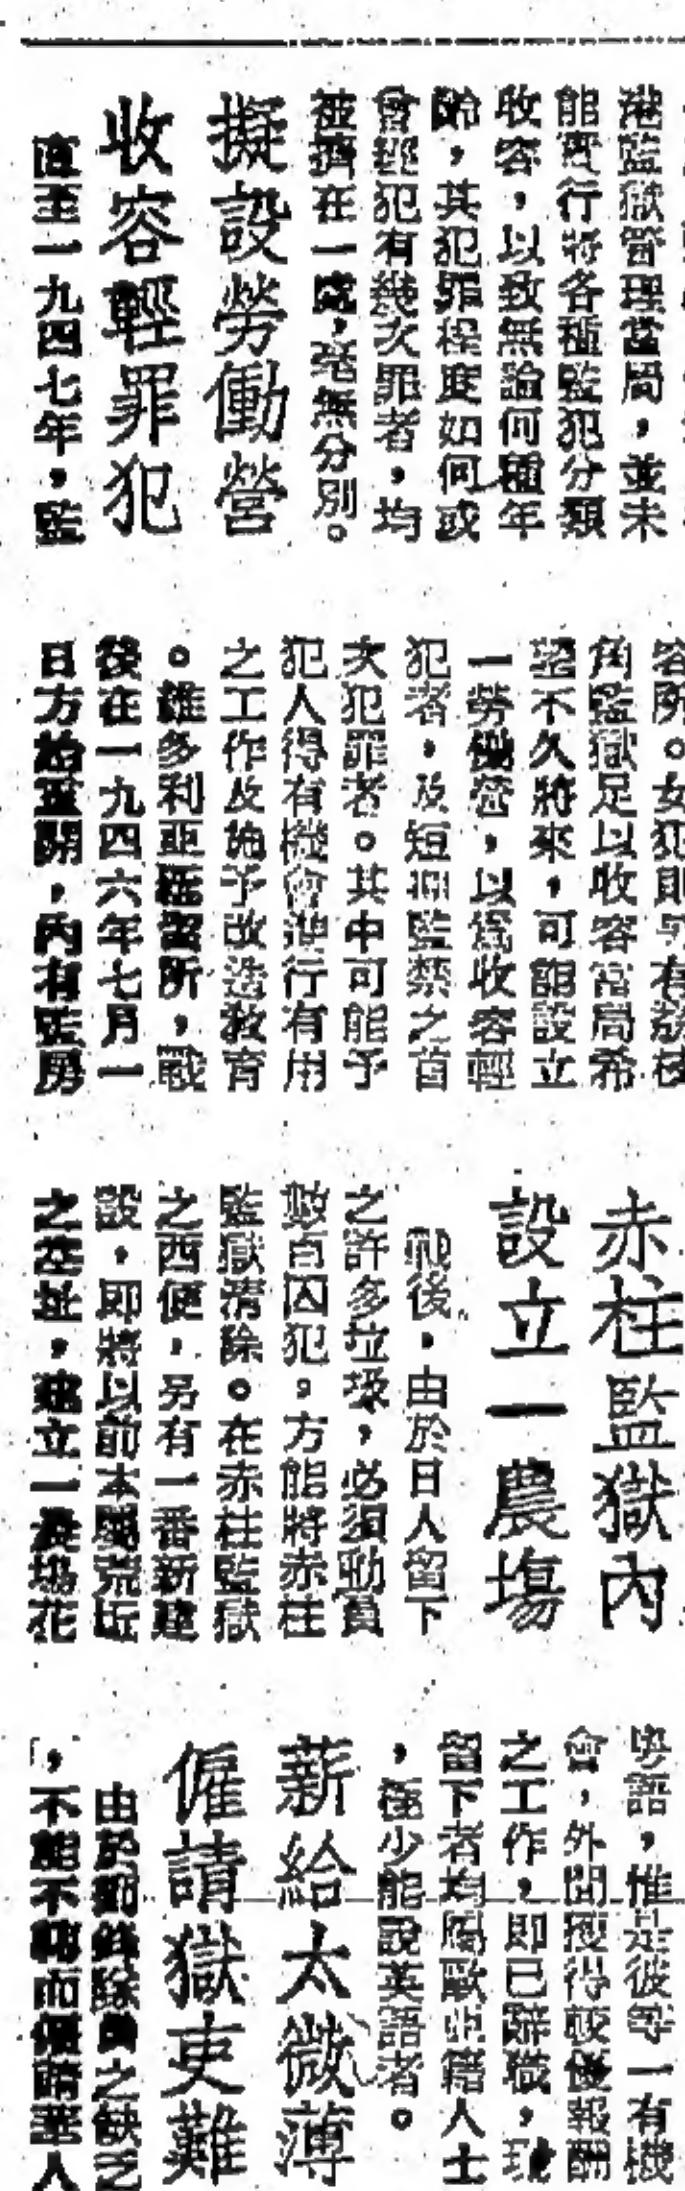 港監獄管理當局，並未
能實行將各種監犯分類
收容，以致無論何種年
齡，其犯罪程度如何或
曾經犯有幾次罪者，均
被擠在一處，毫無分別。
擬設勞働營
收容輕罪犯
直至一九四七年，監
容所。女犯則另有荔枝
角監獄足以收容當局希
望不久將來，可能設立
一勞働營，以爲收容輕
犯者，及短期監禁之首
次犯罪者。其中可能予
犯人得有機會進行有用
之工作及施予改造敎育
。維多利亞拘留所，戰
後在一九四六年七月一
日方始重開，內有監房
赤柱監獄內
設立一農塲
戰後，由於日人留下
之許多垃圾，必須動員
數百囚犯，方能將赤柱
監獄清除。在赤柱監獄
之西便，另有一番新建
設，即將以前本屬荒坵
之茔址，建立一農塲花
粤語，惟是彼等一有機
會，外間獲得較優報酬
之工作，即已辭職，現
留下者均屬歐亞籍人士
，極少能說英語者。
薪給太微薄
僱請獄吏難
由於剩餘之缺乏
，不能不轉而僱請華人